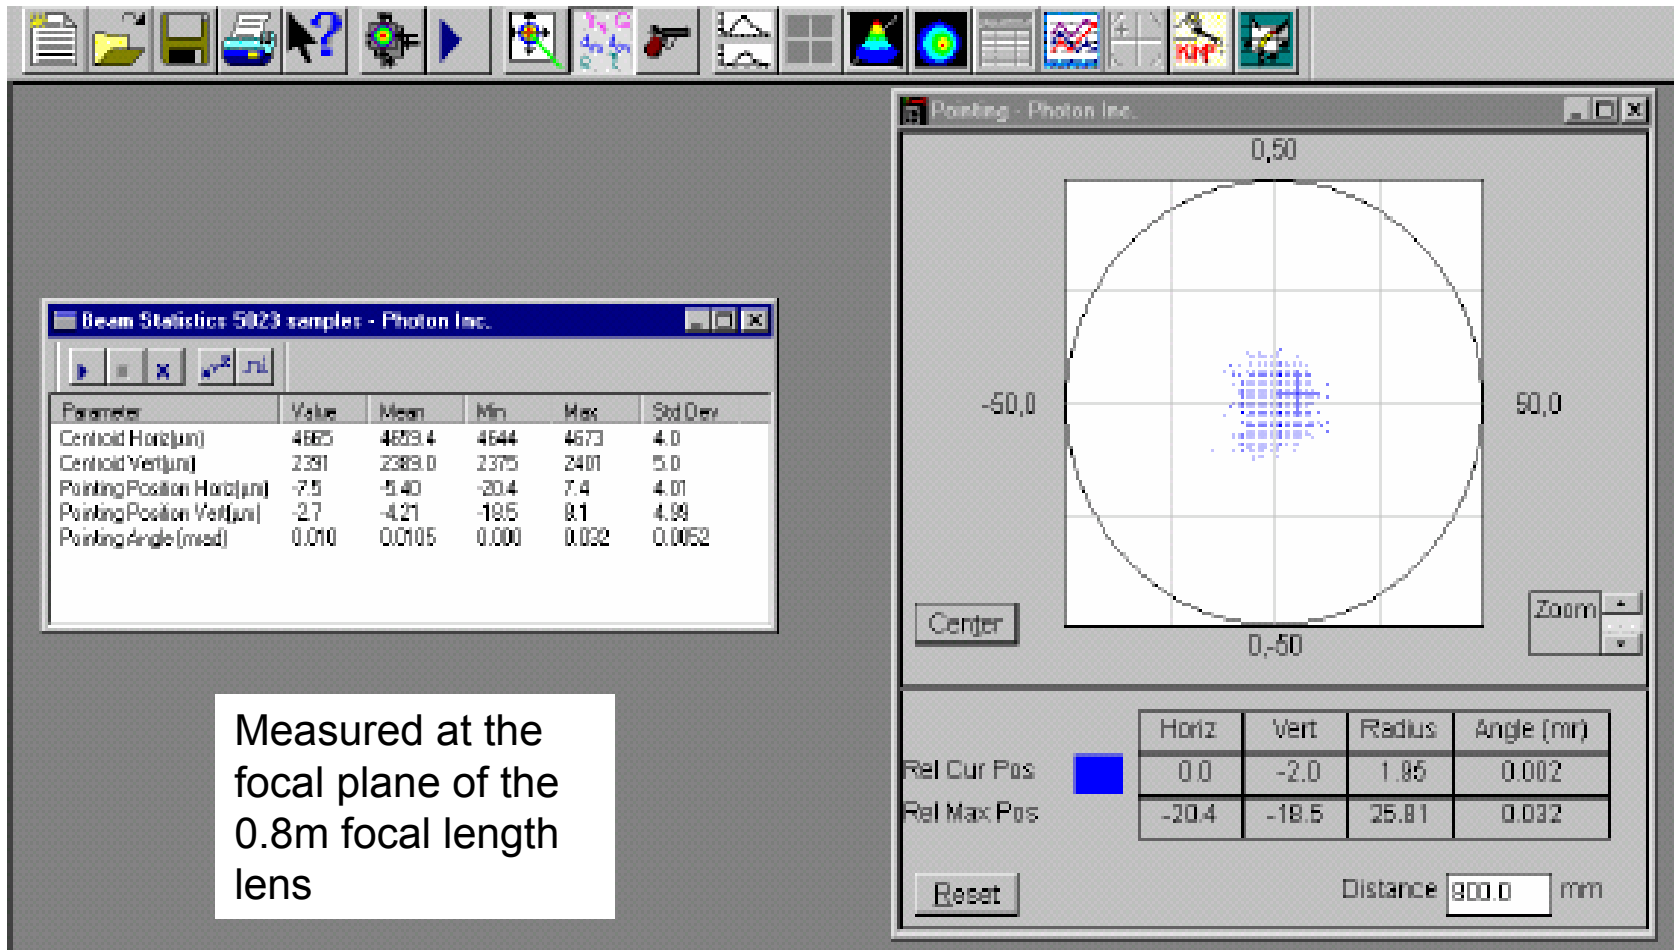 Pointing - Photon Inc.
0,50
-50,0
50,0
0,-50
Center
Zoom
Beam Statistics 5023 samples - Photon Inc.
Parameter Value Mean Min Max Std Dev
Centroid Horiz(µm) 4665 4659.4 4644 4673 4.0
Centroid Vert(µm) 2391 2389.0 2375 2401 5.0
Pointing Position Horiz(µm) -7.5 -5.40 -20.4 7.4 4.01
Pointing Position Vert(µm) -2.7 -4.21 -18.5 8.1 4.99
Pointing Angle (mrad) 0.010 0.0105 0.000 0.032 0.0052
Measured at the
focal plane of the
0.8m focal length
lens
Horiz Vert Radius Angle (mr)
Rel Cur Pos 0.0 -2.0 1.95 0.002
Rel Max Pos -20.4 -18.5 25.81 0.032
Reset
Distance 800.0 mm